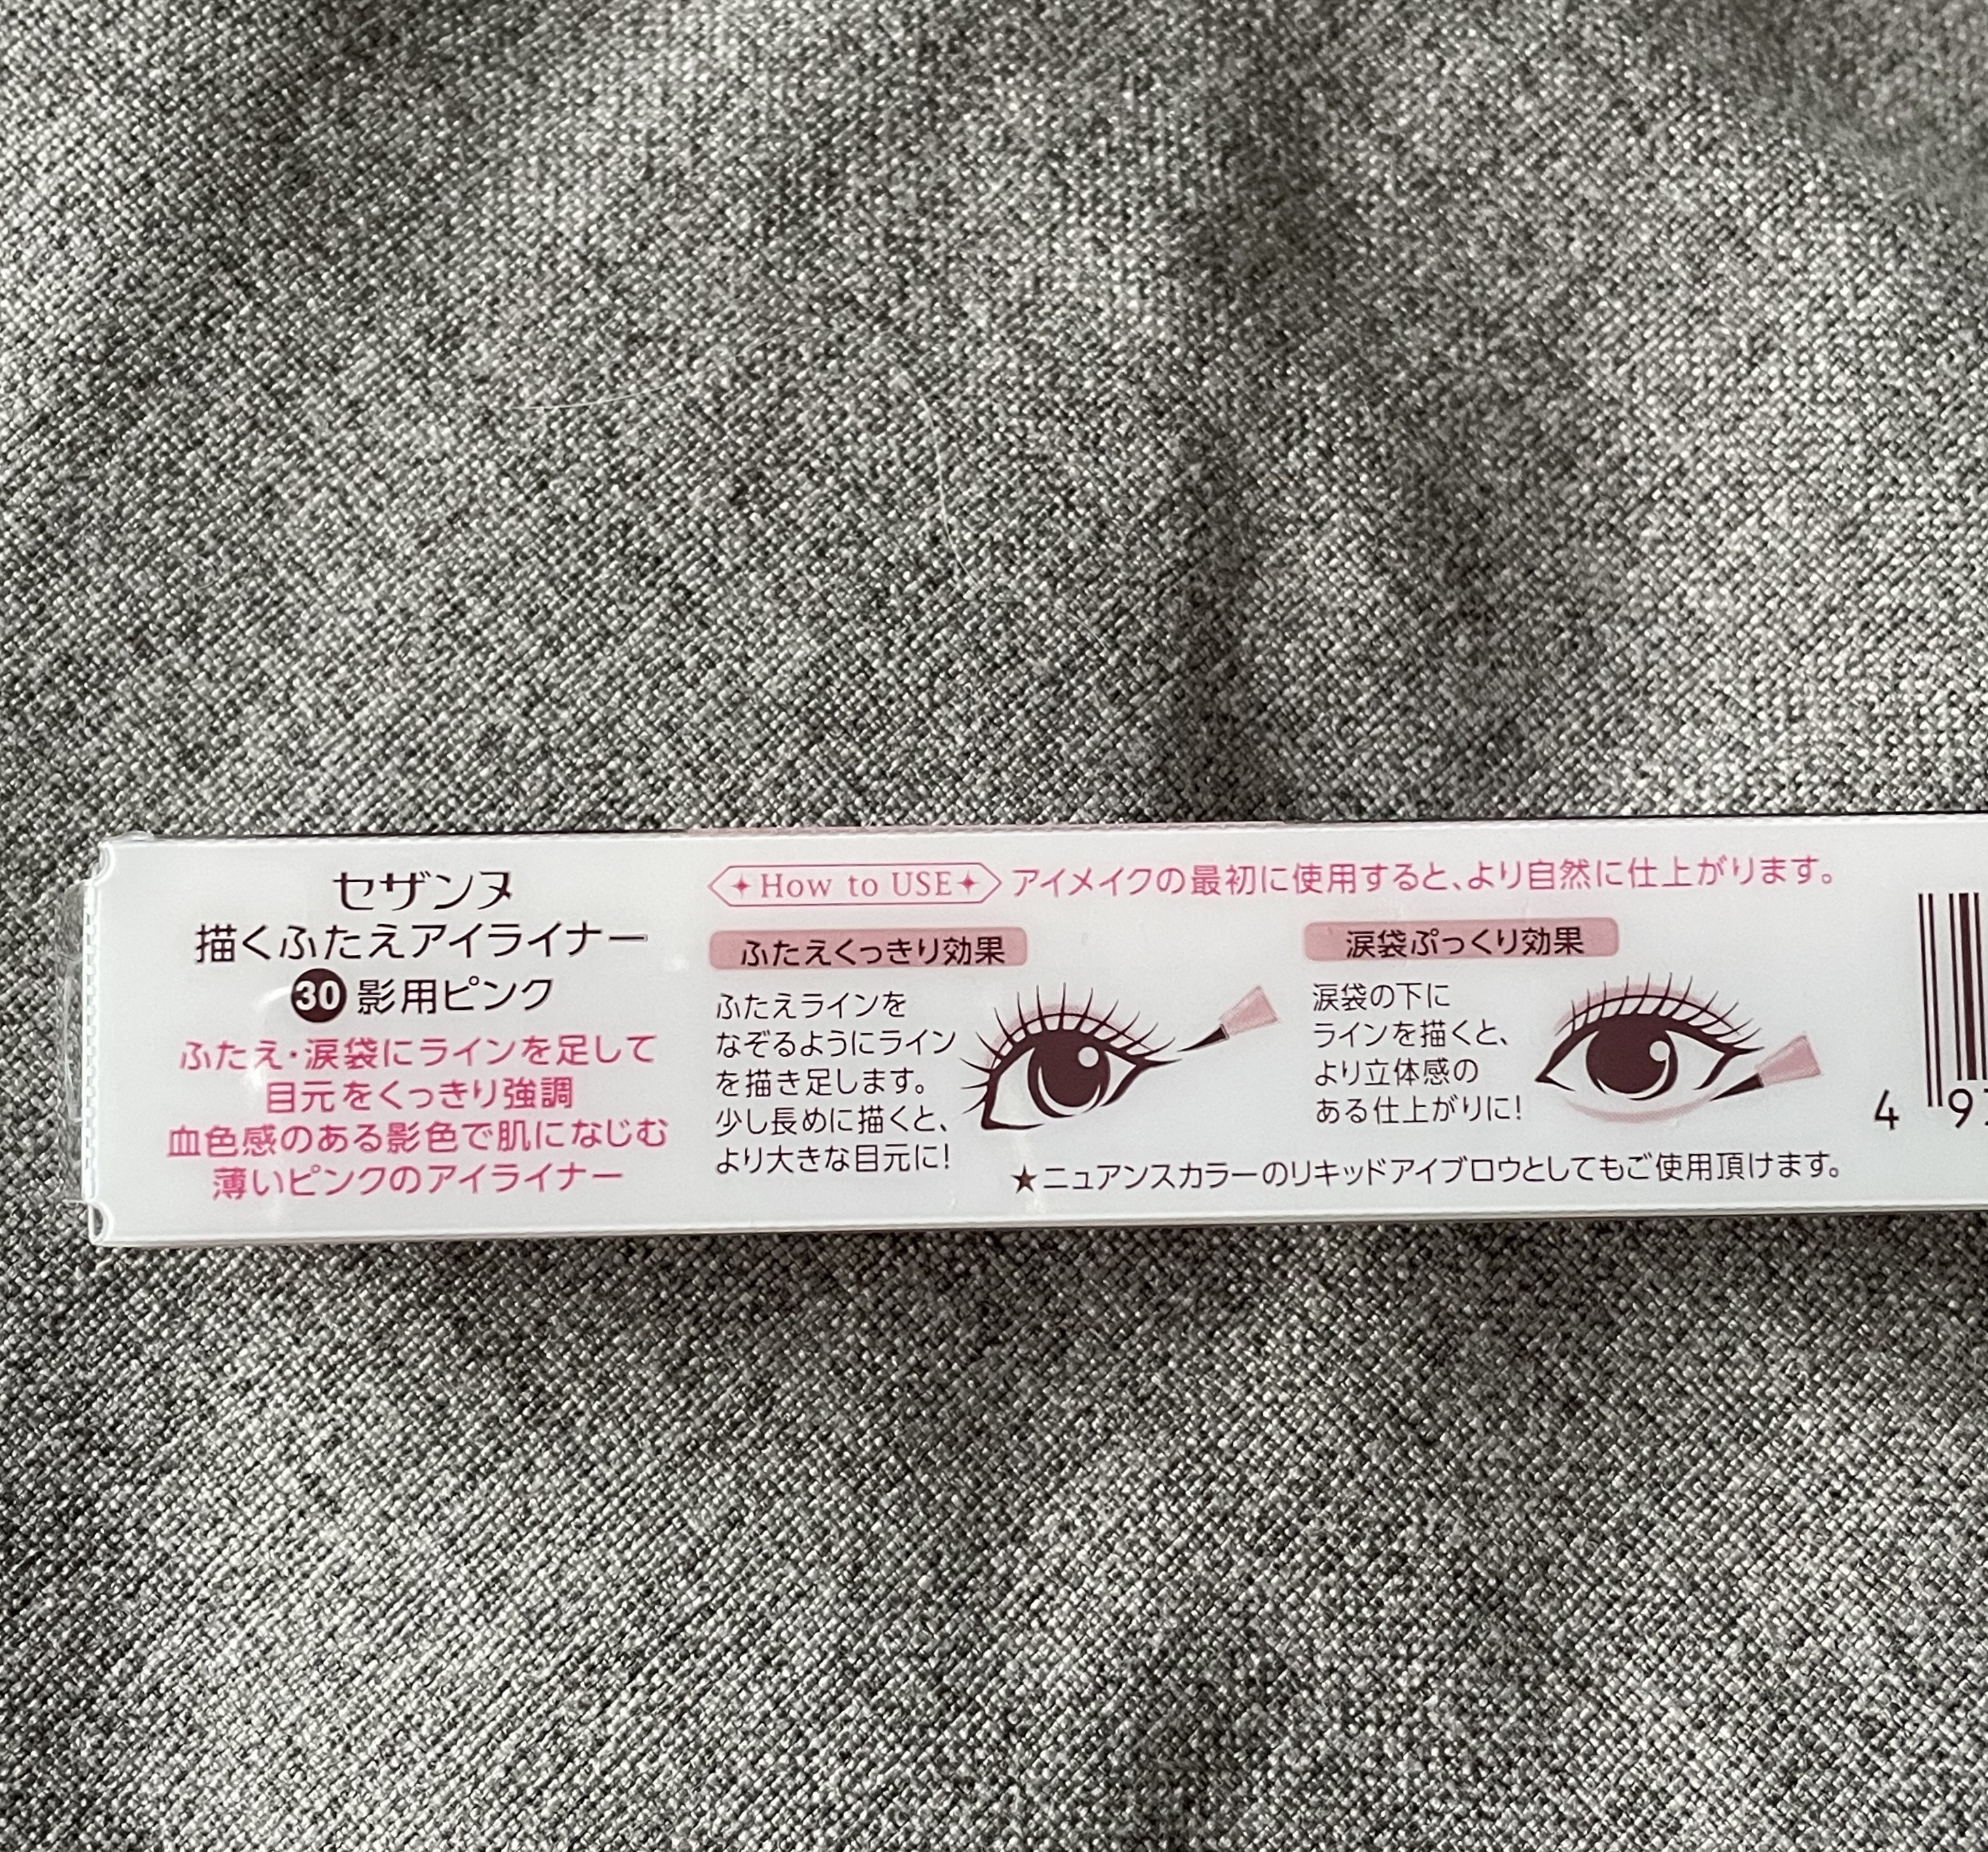 セザンヌ
描くふたえアイライナー
30 影用ピンク
ふたえ・涙袋にラインを足して
目元をくっきり強調
血色感のある影色で肌になじむ
薄いピンクのアイライナー
How to USE アイメイクの最初に使用すると、より自然に仕上がります。
ふたえくっきり効果
ふたえラインを
なぞるようにライン
を描き足します。
少し長めに描くと、
より大きな目元に!
涙袋ぷっくり効果
涙袋の下に
ラインを描くと、
より立体感の
ある仕上がりに!
★ニュアンスカラーのリキッドアイブロウとしてもご使用頂けます。
4 9